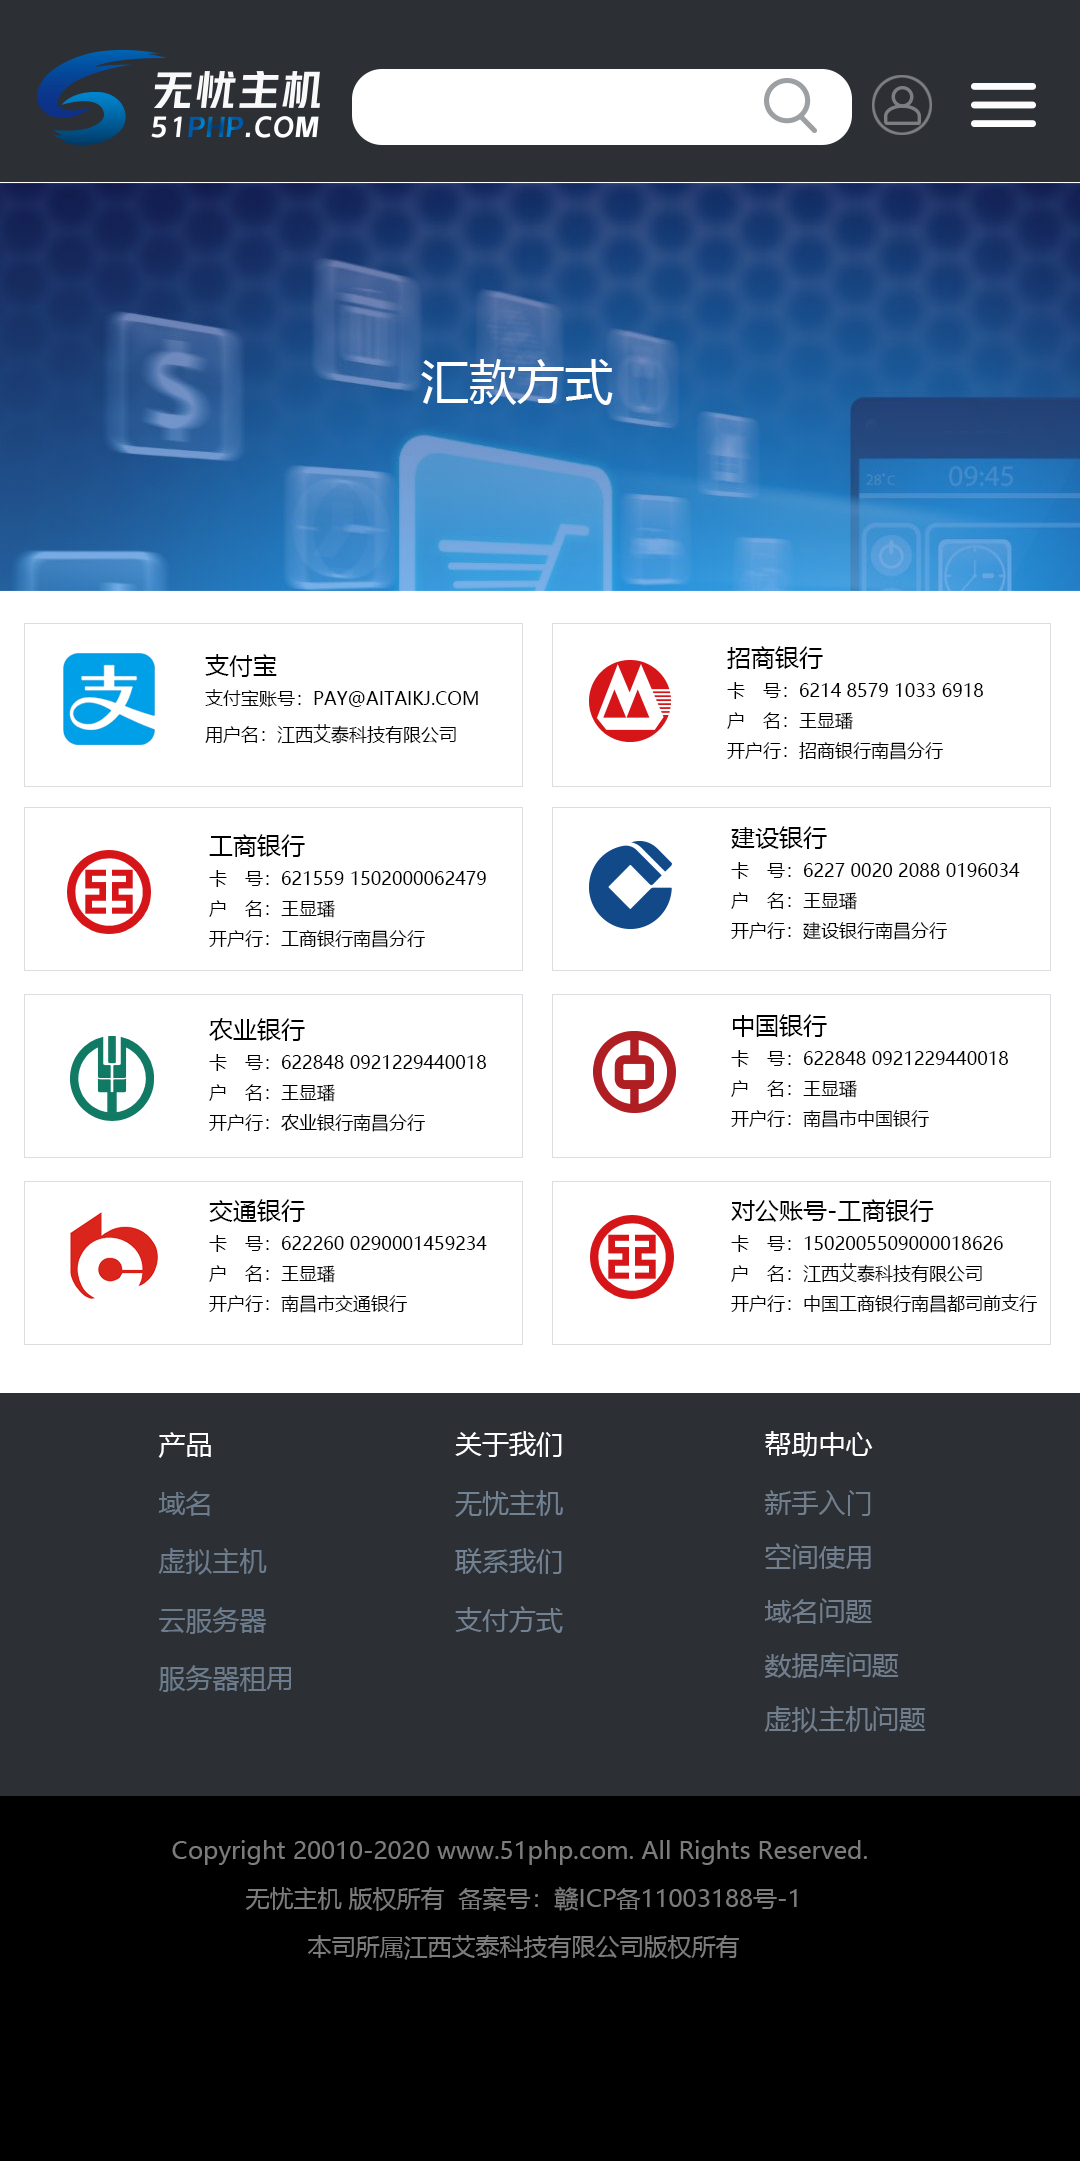 无忧主机
51PHP.COM
汇款方式
28°C
09:45
支付宝
支付宝账号：PAY@AITAIKJ.COM
用户名：江西艾泰科技有限公司
招商银行
卡 号：6214 8579 1033 6918
户 名：王显璠
开户行：招商银行南昌分行
工商银行
卡 号：621559 1502000062479
户 名：王显璠
开户行：工商银行南昌分行
建设银行
卡 号：6227 0020 2088 0196034
户 名：王显璠
开户行：建设银行南昌分行
农业银行
卡 号：622848 0921229440018
户 名：王显璠
开户行：农业银行南昌分行
中国银行
卡 号：622848 0921229440018
户 名：王显璠
开户行：南昌市中国银行
交通银行
卡 号：622260 0290001459234
户 名：王显璠
开户行：南昌市交通银行
对公账号-工商银行
卡 号：1502005509000018626
户 名：江西艾泰科技有限公司
开户行：中国工商银行南昌都司前支行
产品
域名
虚拟主机
云服务器
服务器租用
关于我们
无忧主机
联系我们
支付方式
帮助中心
新手入门
空间使用
域名问题
数据库问题
虚拟主机问题
Copyright 20010-2020 www.51php.com. All Rights Reserved.
无忧主机 版权所有 备案号：赣ICP备11003188号-1
本司所属江西艾泰科技有限公司版权所有